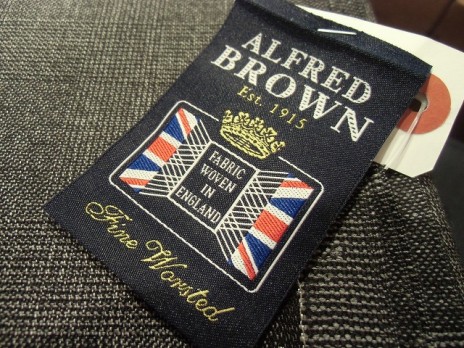 ALFRED
BROWN
Est. 1915
FABRIC
WOVEN
IN
ENGLAND
Fine Worsted